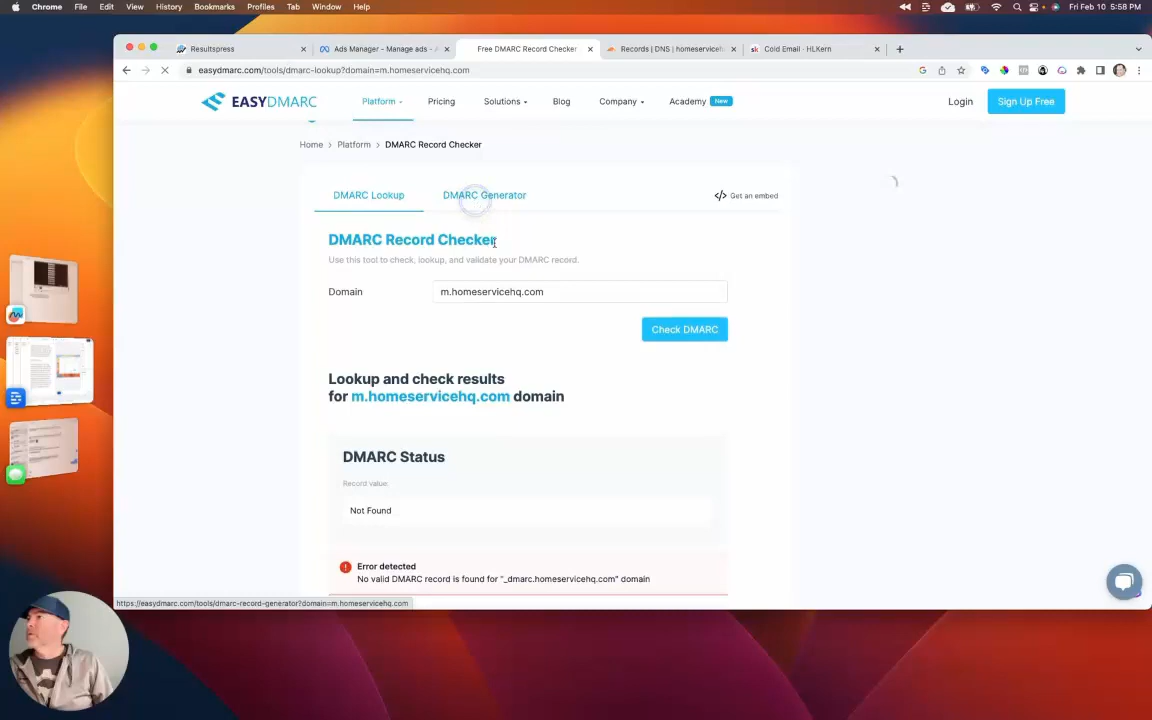 Chrome File Edit View History Bookmarks Profiles Tab Window Help
Fri Feb 10 5:58 PM
Resultspress
Ads Manager - Manage ads - A
Free DMARC Record Checker
Records | DNS | homeserviceh
Cold Email - HLKern
easydmarc.com/tools/dmarc-lookup?domain=m.homeservicehq.com
EASYDMARC
Platform
Pricing
Solutions
Blog
Company
Academy New
Login
Sign Up Free
Home > Platform > DMARC Record Checker
DMARC Lookup
DMARC Generator
</> Get an embed
DMARC Record Checker
Use this tool to check, lookup, and validate your DMARC record.
Domain
m.homeservicehq.com
Check DMARC
Lookup and check results
for m.homeservicehq.com domain
DMARC Status
Record value:
Not Found
Error detected
No valid DMARC record is found for "_dmarc.homeservicehq.com" domain
https://easydmarc.com/tools/dmarc-record-generator?domain=m.homeservicehq.com